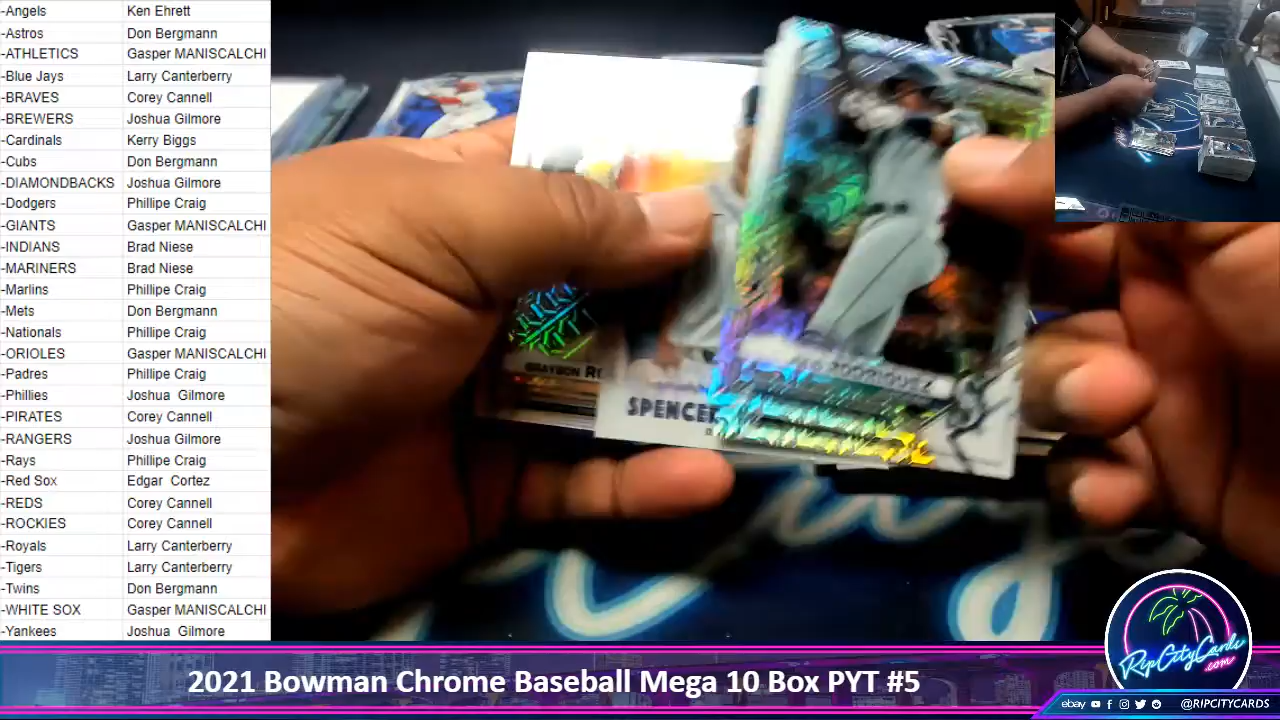 -Angels Ken Ehrett
-Astros Don Bergmann
-ATHLETICS Gasper MANISCALCHI
-Blue Jays Larry Canterberry
-BRAVES Corey Cannell
-BREWERS Joshua Gilmore
-Cardinals Kerry Biggs
-Cubs Don Bergmann
-DIAMONDBACKS Joshua Gilmore
-Dodgers Phillipe Craig
-GIANTS Gasper MANISCALCHI
-INDIANS Brad Niese
-MARINERS Brad Niese
-Marlins Phillipe Craig
-Mets Don Bergmann
-Nationals Phillipe Craig
-ORIOLES Gasper MANISCALCHI
-Padres Phillipe Craig
-Phillies Joshua Gilmore
-PIRATES Corey Cannell
-RANGERS Joshua Gilmore
-Rays Phillipe Craig
-Red Sox Edgar Cortez
-REDS Corey Cannell
-ROCKIES Corey Cannell
-Royals Larry Canterberry
-Tigers Larry Canterberry
-Twins Don Bergmann
-WHITE SOX Gasper MANISCALCHI
-Yankees Joshua Gilmore
GRAYSON
SPENCER
2021 Bowman Chrome Baseball Mega 10 Box PYT #5
RipCityCards
.com
ebay @RIPCITYCARDS